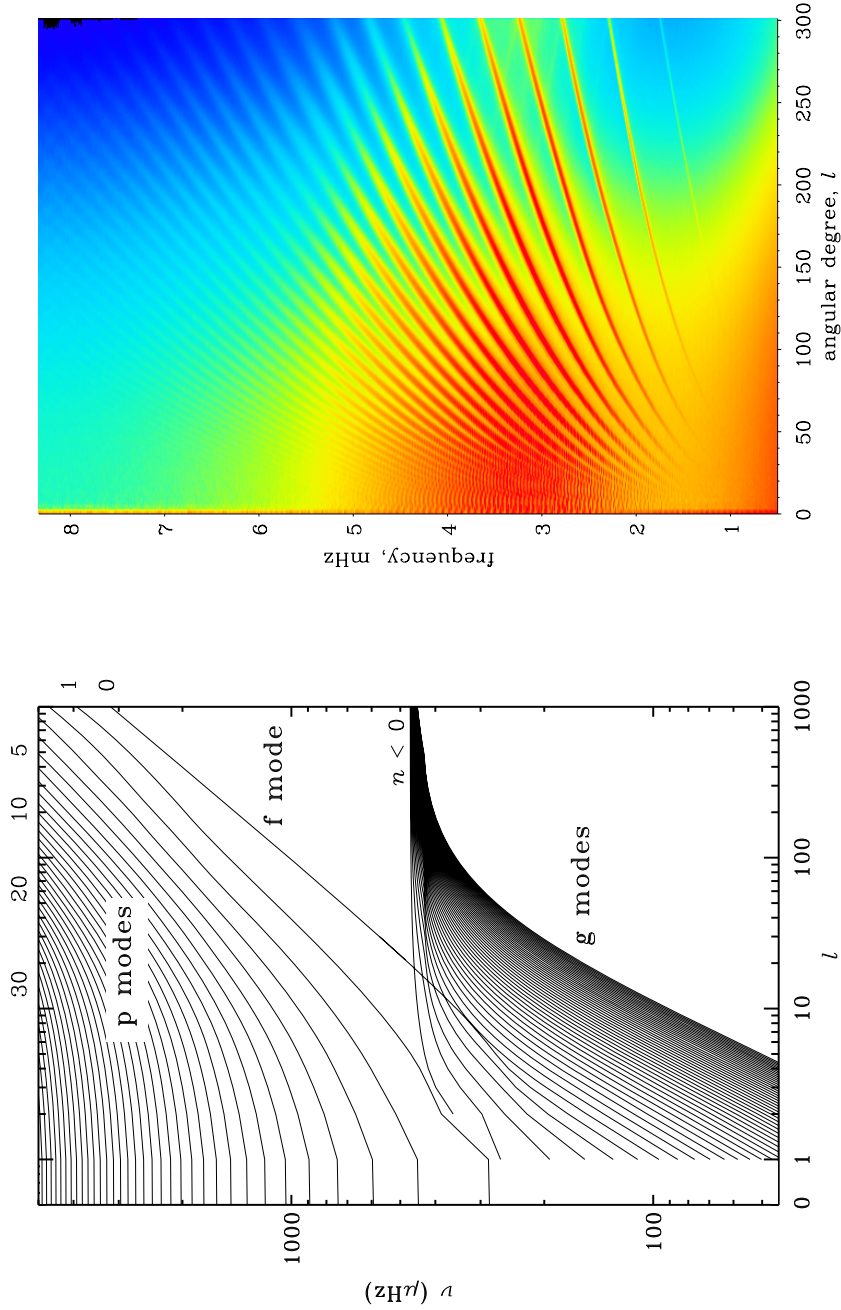 30 20 10 5 1 0
p modes
f mode
n < 0
g modes
1000
100
ν (μHz)
0 1 10 100 1000
l
8
7
6
5
4
3
2
1
frequency, mHz
0 50 100 150 200 250 300
angular degree, l